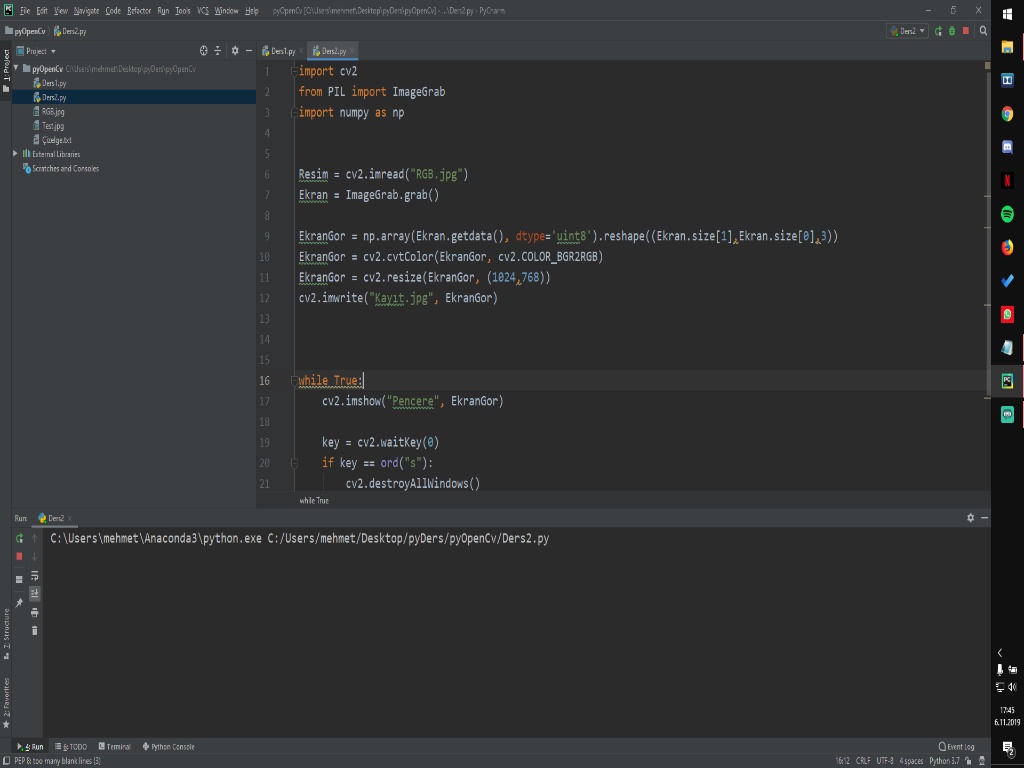 File Edit View Navigate Code Refactor Run Tools VCS Window Help pyOpenCv [C:\Users\mehmet\Desktop\pyDers\pyOpenCv] - ...\Ders2.py - PyCharm
pyOpenCv Ders2.py
Ders2
1: Project
Project
Ders1.py
Ders2.py
pyOpenCv C:\Users\mehmet\Desktop\pyDers\pyOpenCv
Ders1.py
Ders2.py
RGB.jpg
Test.jpg
Çizelge.txt
External Libraries
Scratches and Consoles
1 import cv2
2 from PIL import ImageGrab
3 import numpy as np
4
5
6 Resim = cv2.imread("RGB.jpg")
7 Ekran = ImageGrab.grab()
8
9 EkranGor = np.array(Ekran.getdata(), dtype='uint8').reshape((Ekran.size[1],Ekran.size[0],3))
10 EkranGor = cv2.cvtColor(EkranGor, cv2.COLOR_BGR2RGB)
11 EkranGor = cv2.resize(EkranGor, (1024,768))
12 cv2.imwrite("Kayıt.jpg", EkranGor)
13
14
15
16 while True:
17 cv2.imshow("Pencere", EkranGor)
18
19 key = cv2.waitKey(0)
20 if key == ord("s"):
21 cv2.destroyAllWindows()
while True
Run: Ders2
C:\Users\mehmet\Anaconda3\python.exe C:/Users/mehmet/Desktop/pyDers/pyOpenCv/Ders2.py
7: Structure
2: Favorites
4: Run 6: TODO Terminal Python Console Event Log
PEP 8: too many blank lines (3) 16:12 CRLF UTF-8 4 spaces Python 3.7
17:45
6.11.2019
2